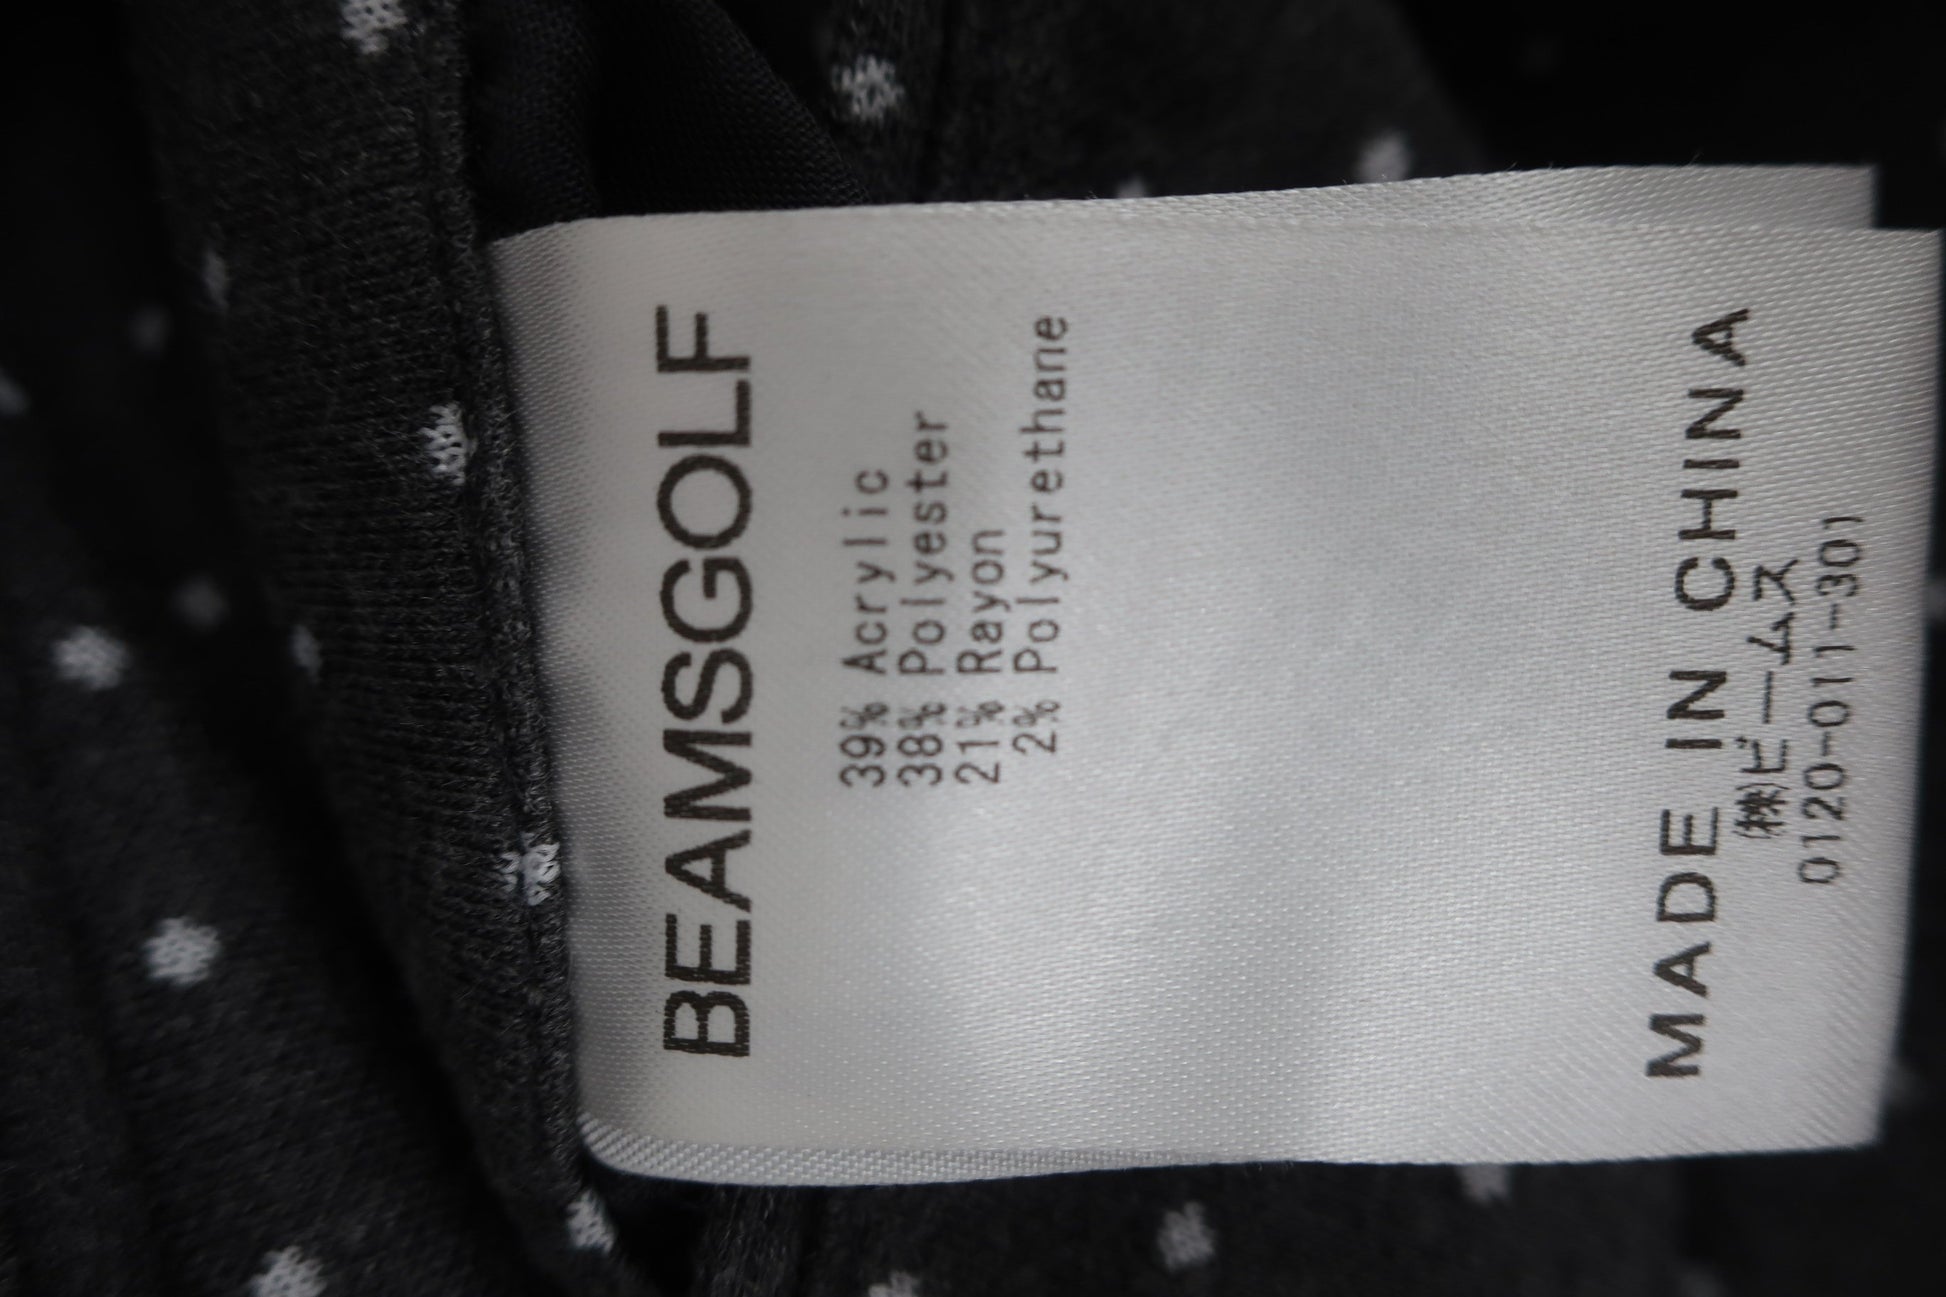 BEAMSGOLF
39% Acrylic
38% Polyester
21% Rayon
2% Polyurethane
MADE IN CHINA
(株)ビームス
0120-011-301